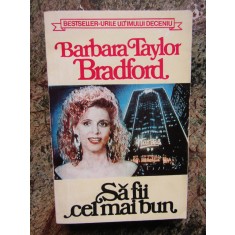 BESTSELLER-URILE ULTIMULUI DECENIU
Barbara Taylor
Bradford
Să fii
cel mai bun